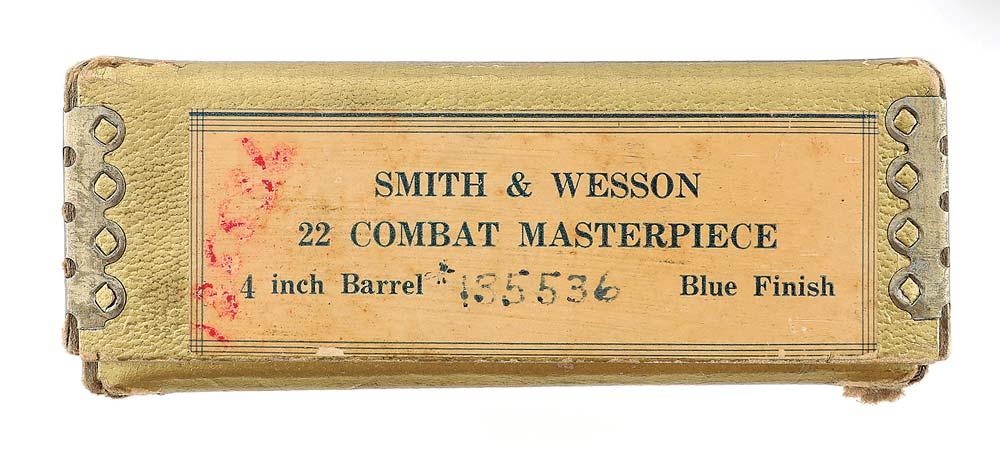 SMITH & WESSON
22 COMBAT MASTERPIECE
4 inch Barrel 135536 Blue Finish